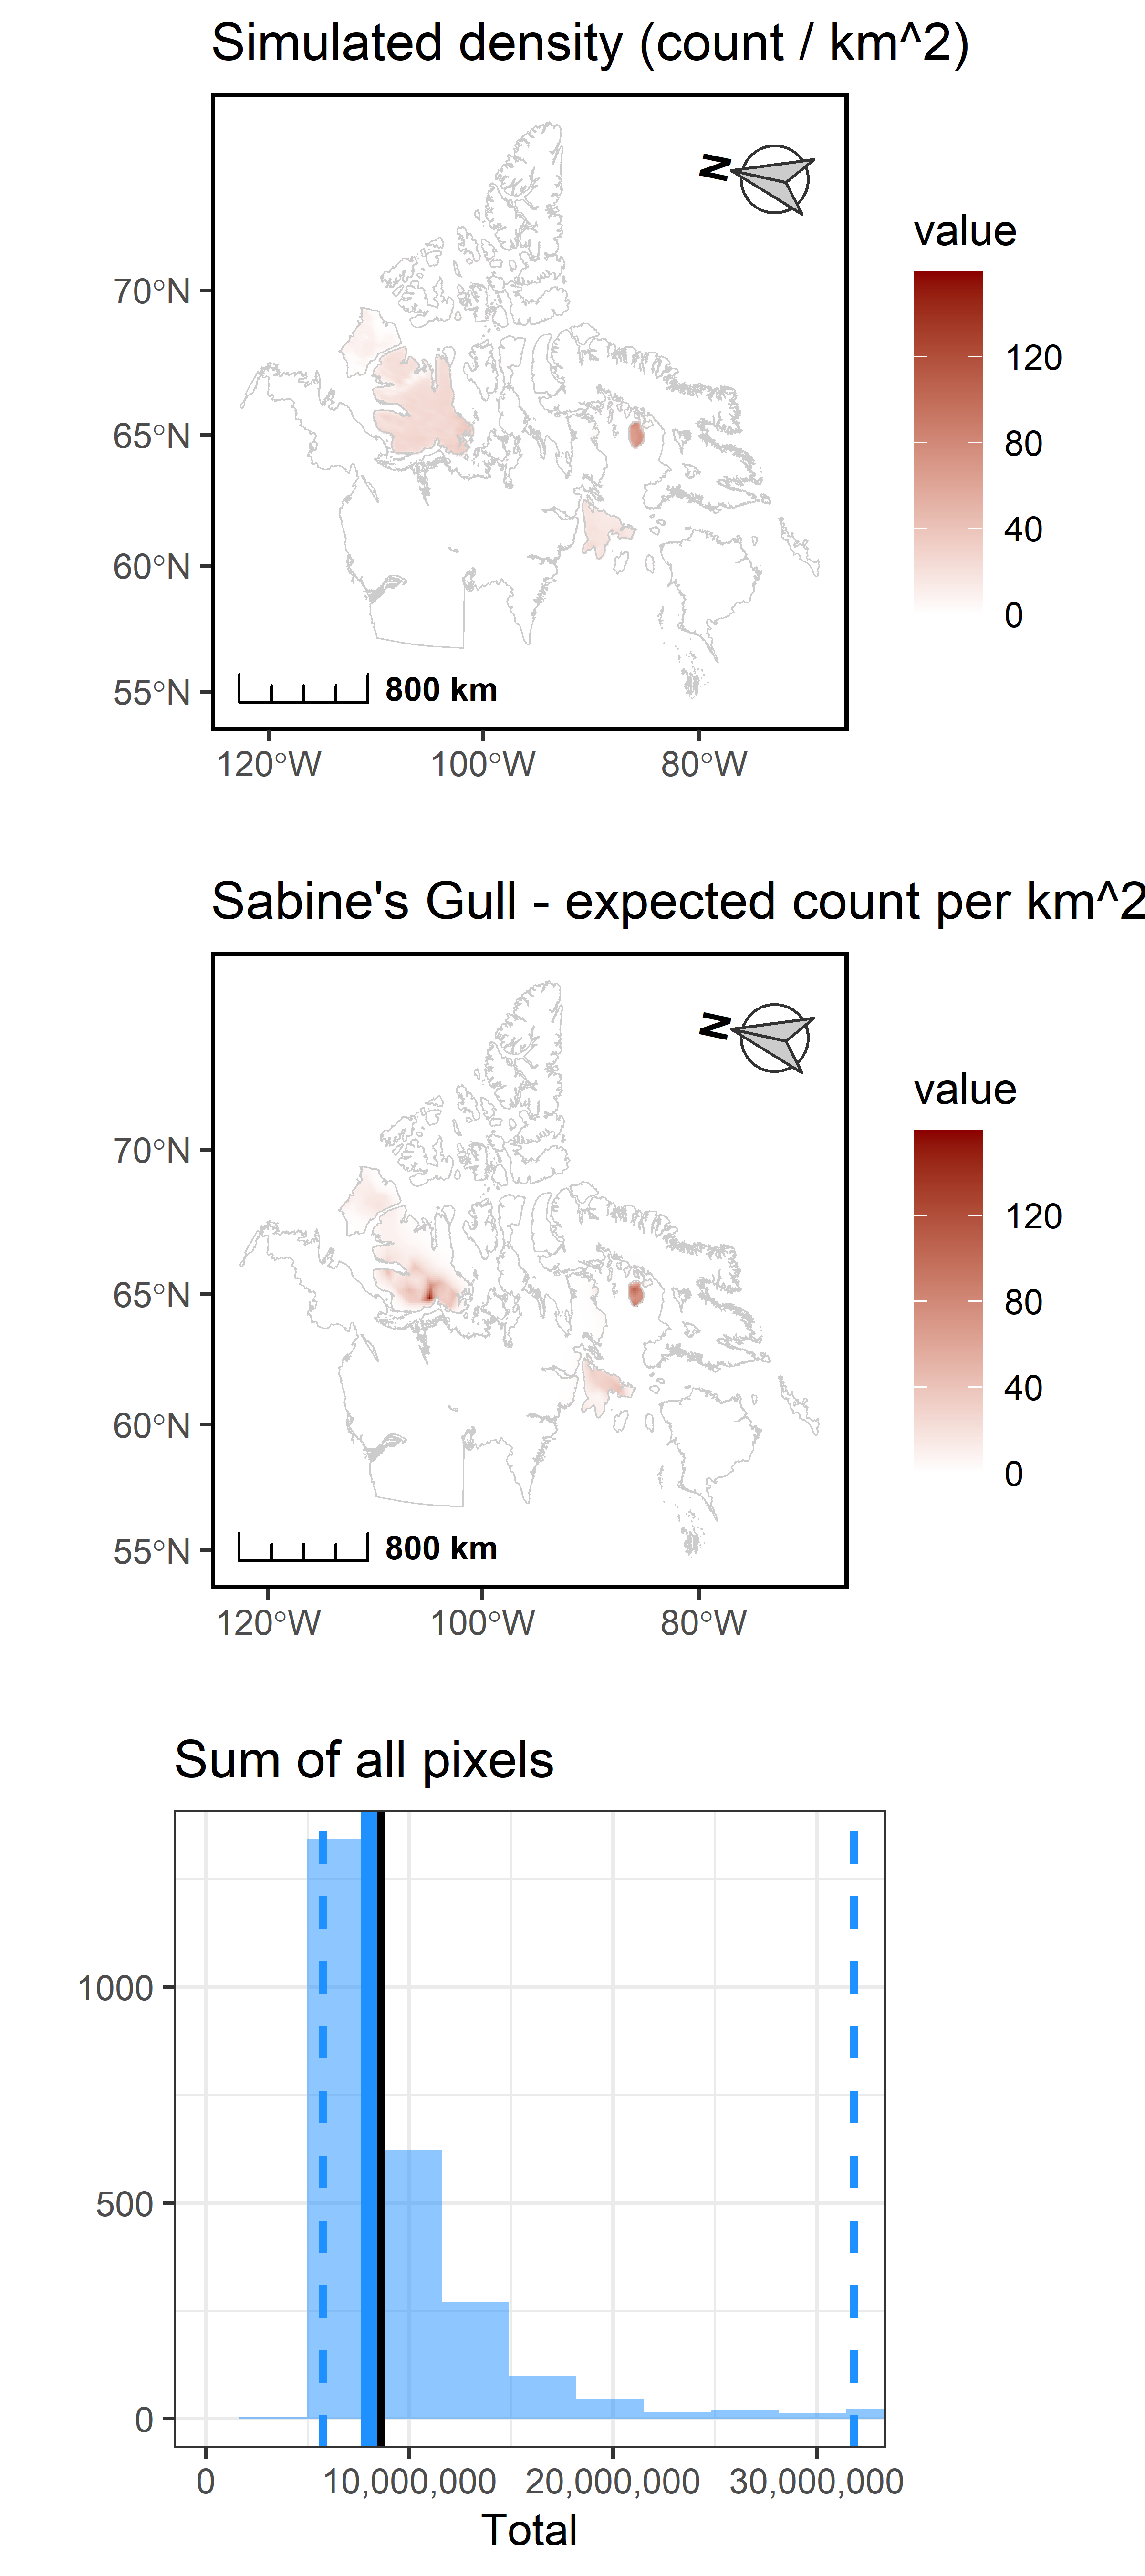 Simulated density (count / km^2)
N
70°N
65°N
60°N
55°N
800 km
120°W 100°W 80°W
value
120
80
40
0
Sabine's Gull - expected count per km^2
N
70°N
65°N
60°N
55°N
800 km
120°W 100°W 80°W
value
120
80
40
0
Sum of all pixels
1000
500
0
0 10,000,000 20,000,000 30,000,000
Total